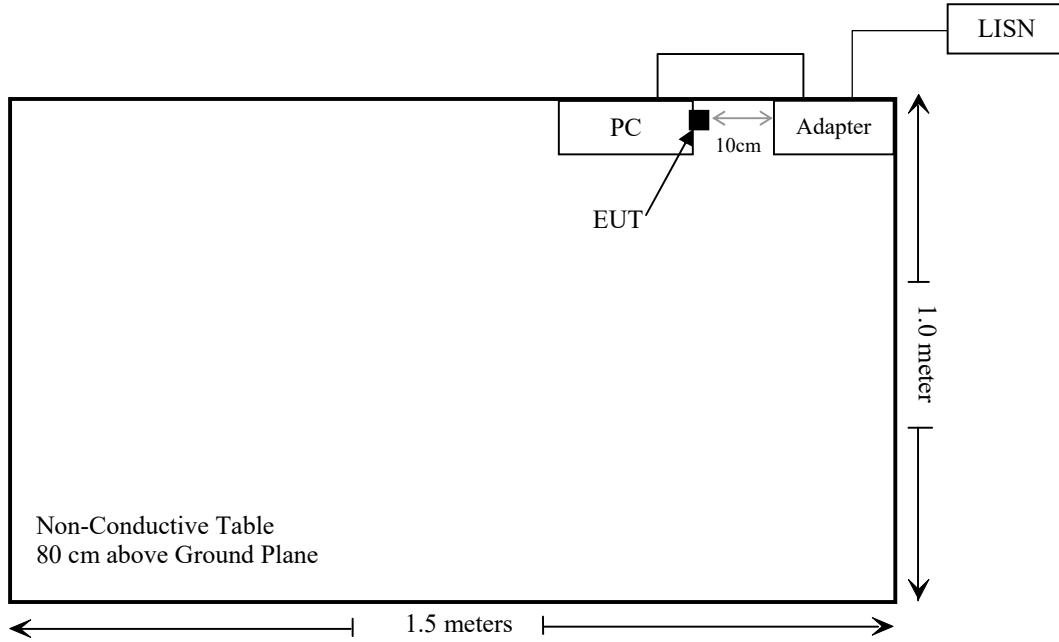 LISN
PC
Adapter
10cm
EUT
1.0 meter
Non-Conductive Table
80 cm above Ground Plane
1.5 meters